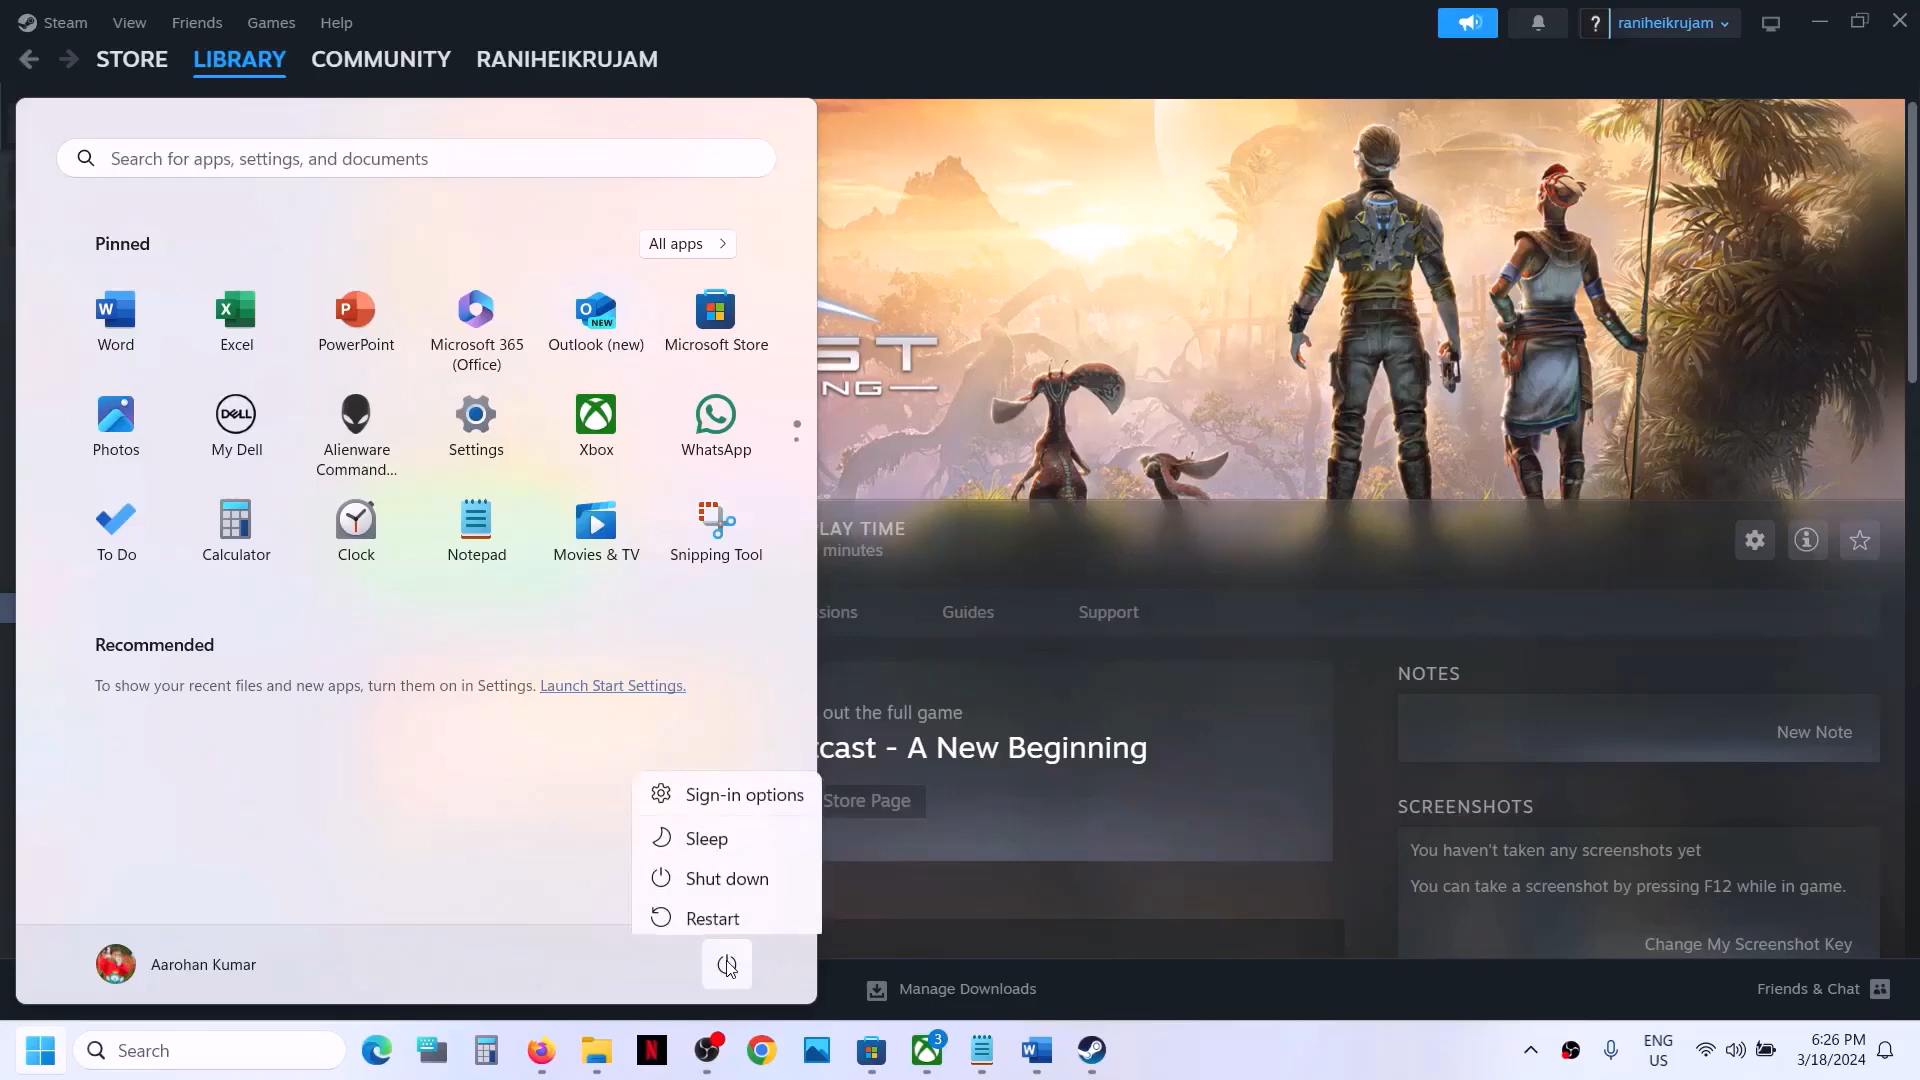 Steam View Friends Games Help
raniheikrujam
STORE LIBRARY COMMUNITY RANIHEIKRUJAM
Search for apps, settings, and documents
Pinned
All apps
Word
Excel
PowerPoint
Microsoft 365
(Office)
Outlook (new)
Microsoft Store
Photos
My Dell
Alienware
Command...
Settings
Xbox
WhatsApp
To Do
Calculator
Clock
Notepad
Movies & TV
Snipping Tool
Recommended
To show your recent files and new apps, turn them on in Settings. Launch Start Settings.
Sign-in options
Sleep
Shut down
Restart
Aarohan Kumar
ST
NG
LAY TIME
minutes
sions
Guides
Support
out the full game
cast - A New Beginning
Store Page
NOTES
New Note
SCREENSHOTS
You haven't taken any screenshots yet
You can take a screenshot by pressing F12 while in game.
Change My Screenshot Key
Manage Downloads
Friends & Chat
Search
3
ENG
US
6:26 PM
3/18/2024